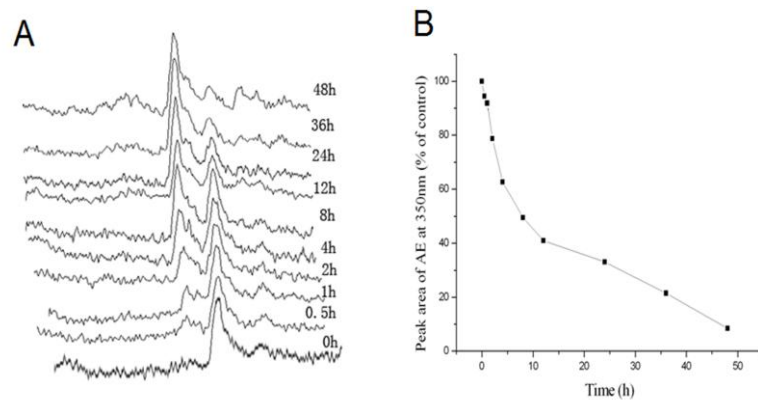 A
48h
36h
24h
12h
8h
4h
2h
1h
0.5h
0h
B
Peak area of AE at 350nm (% of control)
100
80
60
40
20
0
0
10
20
30
40
50
Time (h)